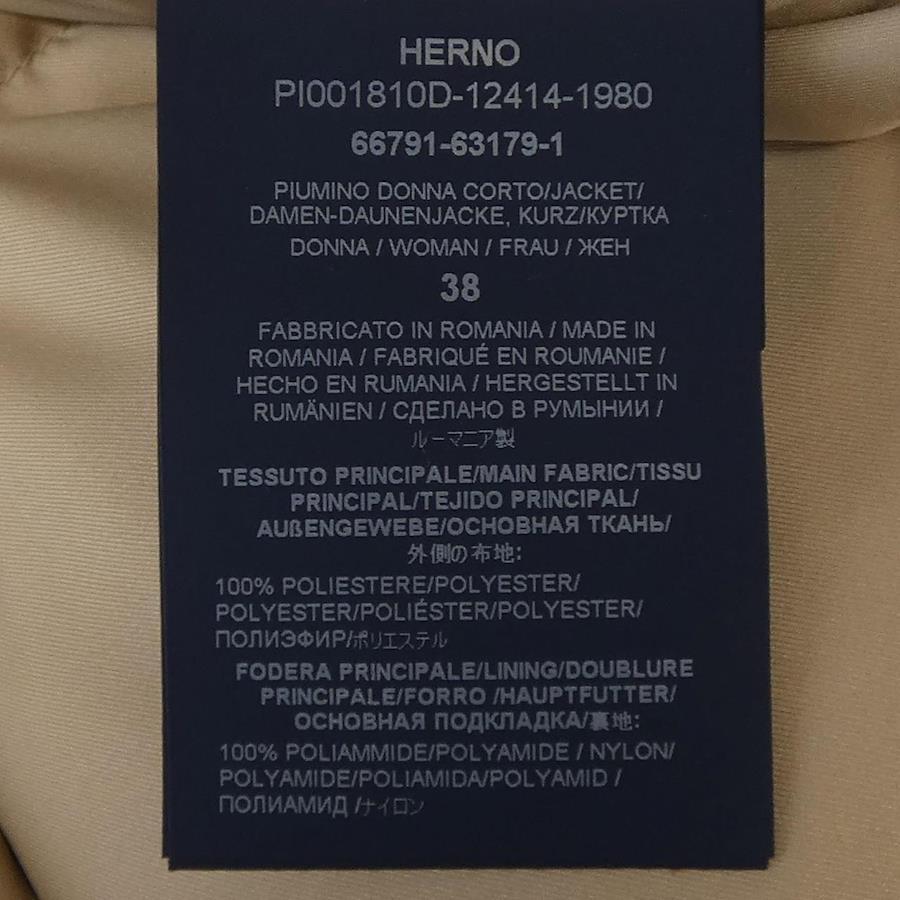 HERNO
PI001810D-12414-1980
66791-63179-1
PIUMINO DONNA CORTO/JACKET/
DAMEN-DAUNENJACKE, KURZ/КУРТКА
DONNA / WOMAN / FRAU / ЖЕН
38
FABBRICATO IN ROMANIA / MADE IN
ROMANIA / FABRIQUÉ EN ROUMANIE /
HECHO EN RUMANIA / HERGESTELLT IN
RUMÄNIEN / СДЕЛАНО В РУМЫНИИ /
ルーマニア製
TESSUTO PRINCIPALE/MAIN FABRIC/TISSU
PRINCIPAL/TEJIDO PRINCIPAL/
AUßENGEWEBE/ОСНОВНАЯ ТКАНЬ/
外側の布地:
100% POLIESTERE/POLYESTER/
POLYESTER/POLIÉSTER/POLYESTER/
ПОЛИЭФИР/ポリエステル
FODERA PRINCIPALE/LINING/DOUBLURE
PRINCIPALE/FORRO /HAUPTFUTTER/
ОСНОВНАЯ ПОДКЛАДКА/裏地:
100% POLIAMMIDE/POLYAMIDE / NYLON/
POLYAMIDE/POLIAMIDA/POLYAMID /
ПОЛИАМИД /ナイロン